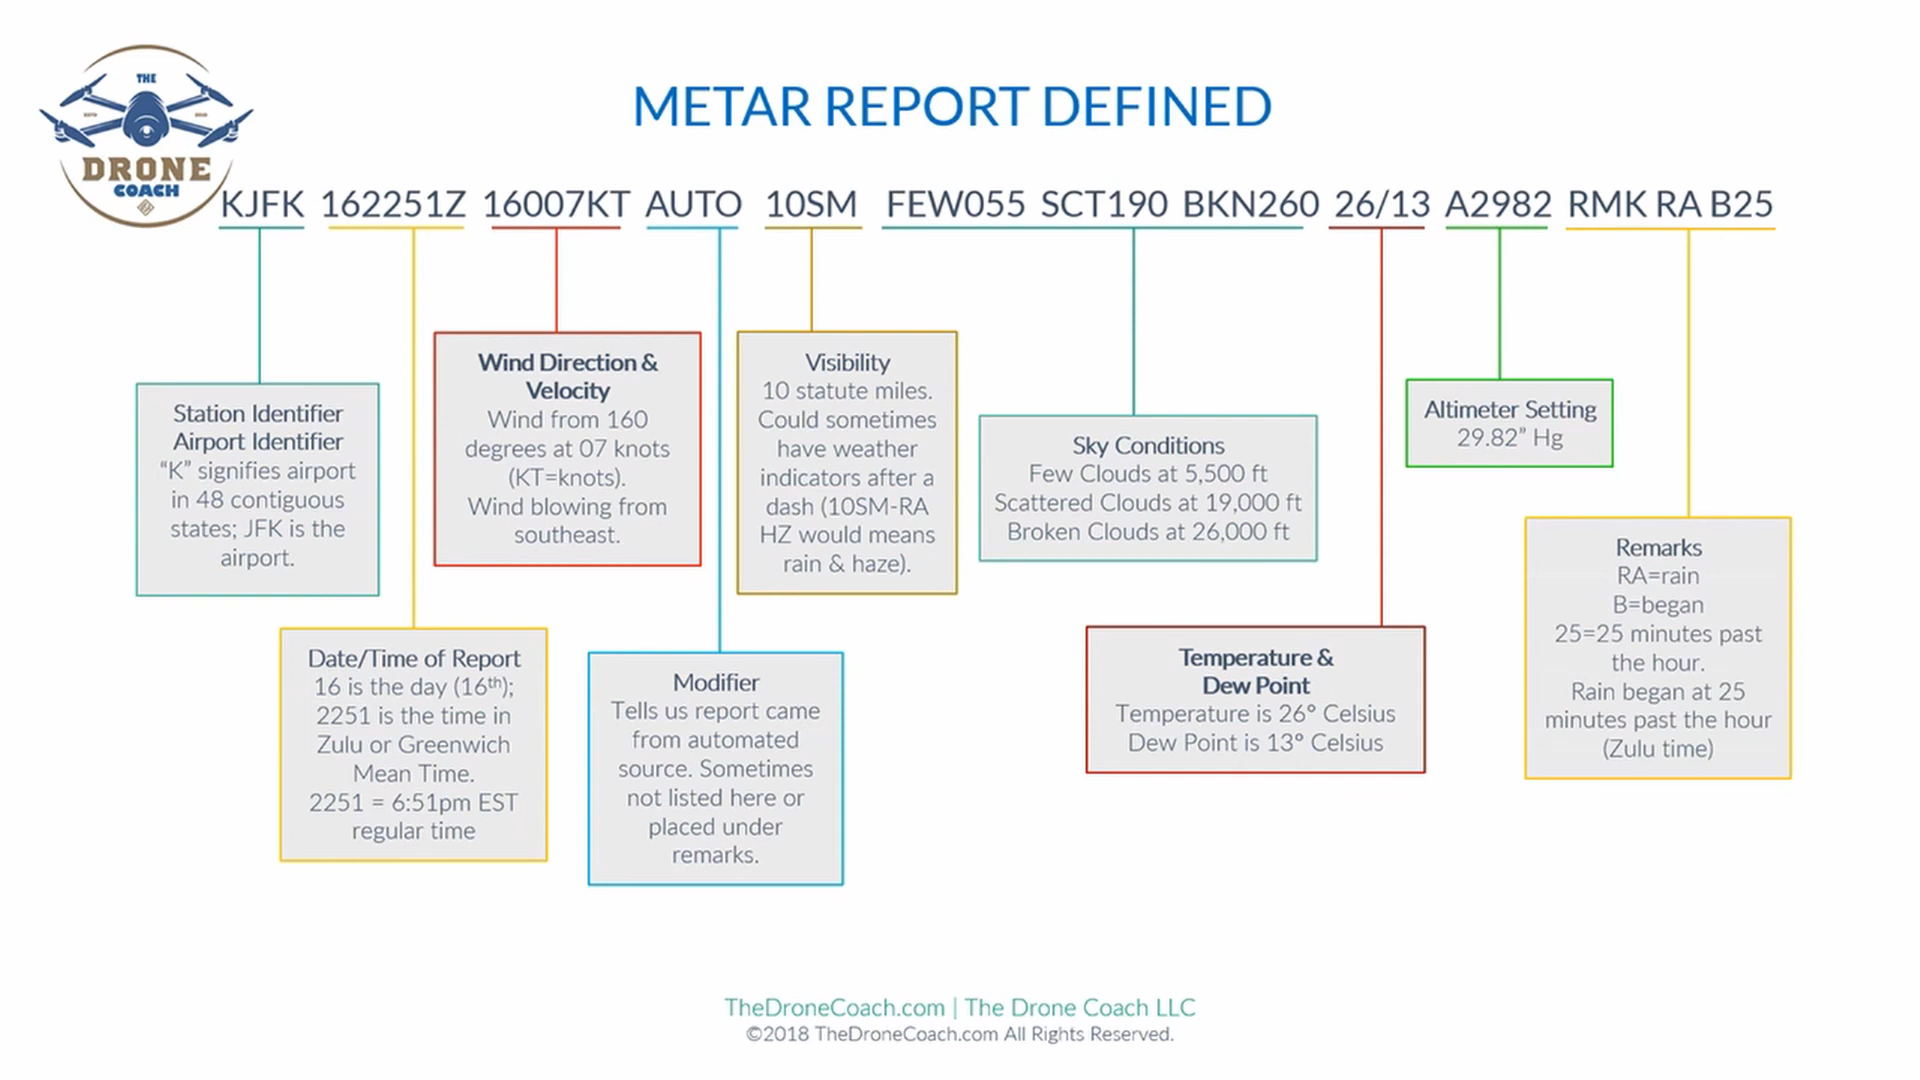 THE
DRONE
COACH
METAR REPORT DEFINED
KJFK 162251Z 16007KT AUTO 10SM FEW055 SCT190 BKN260 26/13 A2982 RMK RA B25
Station Identifier
Airport Identifier
“K” signifies airport
in 48 contiguous
states; JFK is the
airport.
Date/Time of Report
16 is the day (16th);
2251 is the time in
Zulu or Greenwich
Mean Time.
2251 = 6:51pm EST
regular time
Wind Direction &
Velocity
Wind from 160
degrees at 07 knots
(KT=knots).
Wind blowing from
southeast.
Modifier
Tells us report came
from automated
source. Sometimes
not listed here or
placed under
remarks.
Visibility
10 statute miles.
Could sometimes
have weather
indicators after a
dash (10SM-RA
HZ would means
rain & haze).
Sky Conditions
Few Clouds at 5,500 ft
Scattered Clouds at 19,000 ft
Broken Clouds at 26,000 ft
Temperature &
Dew Point
Temperature is 26° Celsius
Dew Point is 13° Celsius
Altimeter Setting
29.82” Hg
Remarks
RA=rain
B=began
25=25 minutes past
the hour.
Rain began at 25
minutes past the hour
(Zulu time)
TheDroneCoach.com | The Drone Coach LLC
©2018 TheDroneCoach.com All Rights Reserved.